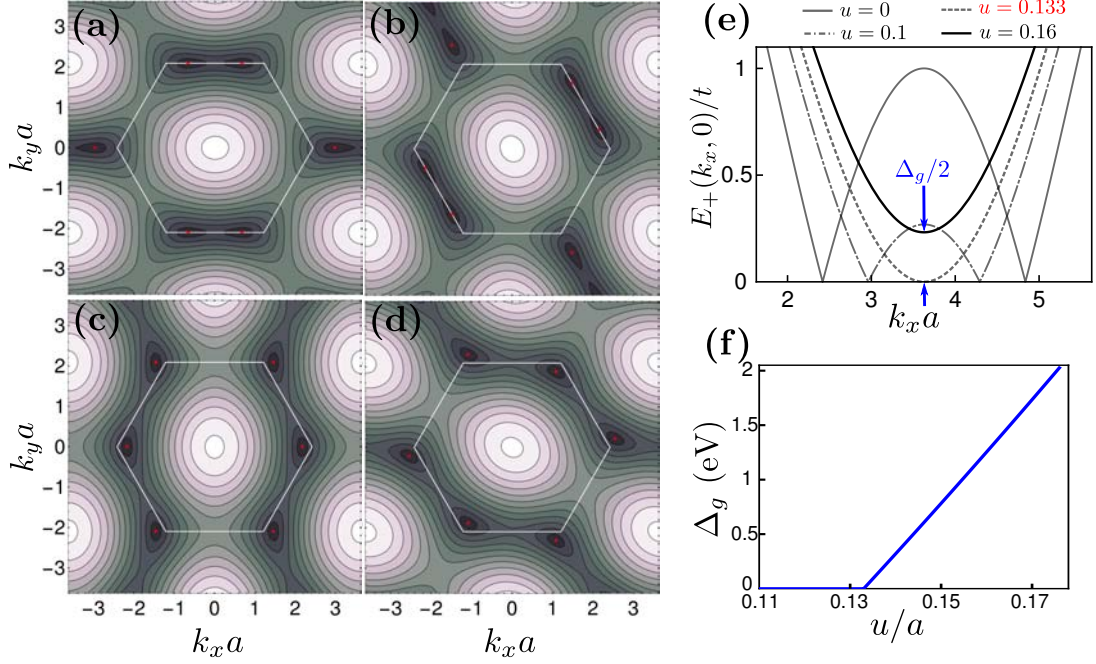 (a)
(b)
3
2
1
0
−1
−2
−3
k_y a
(c)
(d)
3
2
1
0
−1
−2
−3
k_y a
−3 −2 −1 0 1 2 3
−3 −2 −1 0 1 2 3
k_x a
k_x a
(e)
u = 0
u = 0.133
u = 0.1
u = 0.16
1
0.5
0
E_+(k_x, 0)/t
Δ_g/2
2 3 4 5
k_x a
(f)
2
1.5
1
0.5
0
Δ_g (eV)
0.11 0.13 0.15 0.17
u/a